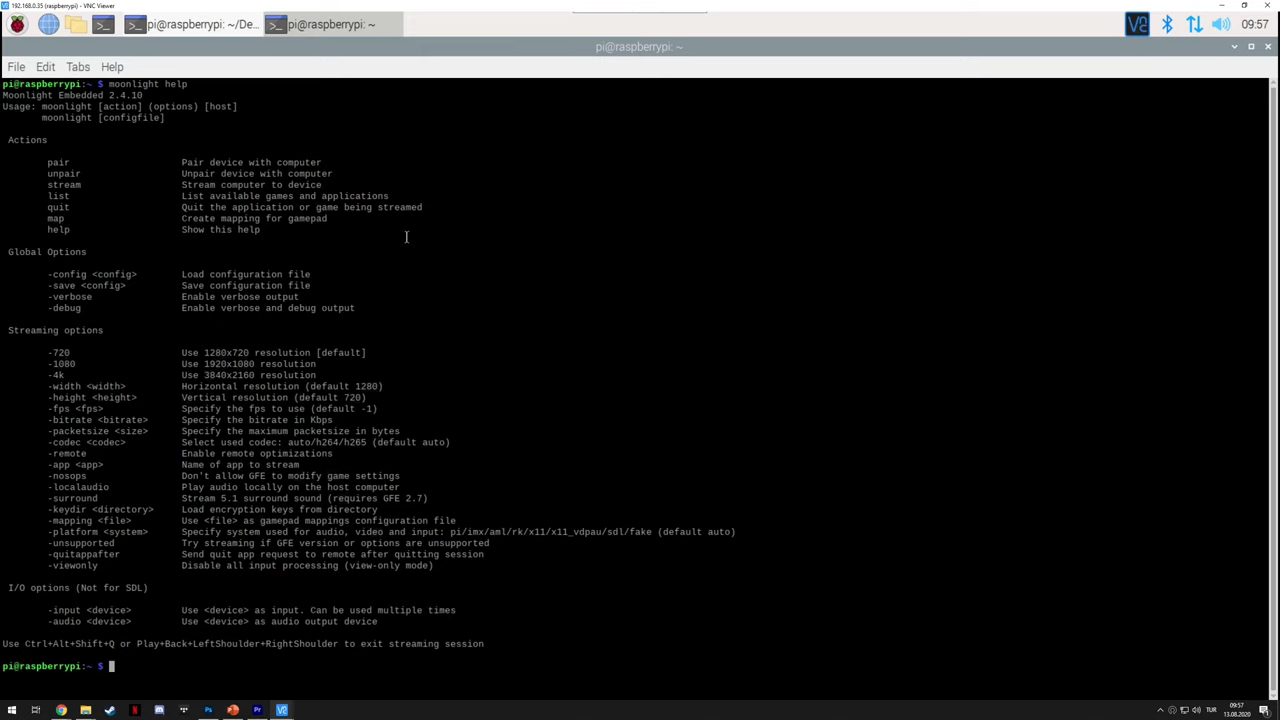 192.168.0.35 (raspberrypi) - VNC Viewer
pi@raspberrypi: ~/De...
pi@raspberrypi: ~
09:57
pi@raspberrypi: ~
File Edit Tabs Help
pi@raspberrypi:~ $ moonlight help
Moonlight Embedded 2.4.10
Usage: moonlight [action] (options) [host]
moonlight [configfile]
Actions
pair Pair device with computer
unpair Unpair device with computer
stream Stream computer to device
list List available games and applications
quit Quit the application or game being streamed
map Create mapping for gamepad
help Show this help
Global Options
-config <config> Load configuration file
-save <config> Save configuration file
-verbose Enable verbose output
-debug Enable verbose and debug output
Streaming options
-720 Use 1280x720 resolution [default]
-1080 Use 1920x1080 resolution
-4k Use 3840x2160 resolution
-width <width> Horizontal resolution (default 1280)
-height <height> Vertical resolution (default 720)
-fps <fps> Specify the fps to use (default -1)
-bitrate <bitrate> Specify the bitrate in Kbps
-packetsize <size> Specify the maximum packetsize in bytes
-codec <codec> Select used codec: auto/h264/h265 (default auto)
-remote Enable remote optimizations
-app <app> Name of app to stream
-nosops Don't allow GFE to modify game settings
-localaudio Play audio locally on the host computer
-surround Stream 5.1 surround sound (requires GFE 2.7)
-keydir <directory> Load encryption keys from directory
-mapping <file> Use <file> as gamepad mappings configuration file
-platform <system> Specify system used for audio, video and input: pi/imx/aml/rk/x11/x11_vdpau/sdl/fake (default auto)
-unsupported Try streaming if GFE version or options are unsupported
-quitappafter Send quit app request to remote after quitting session
-viewonly Disable all input processing (view-only mode)
I/O options (Not for SDL)
-input <device> Use <device> as input. Can be used multiple times
-audio <device> Use <device> as audio output device
Use Ctrl+Alt+Shift+Q or Play+Back+LeftShoulder+RightShoulder to exit streaming session
pi@raspberrypi:~ $
TUR
09:57
13.08.2020